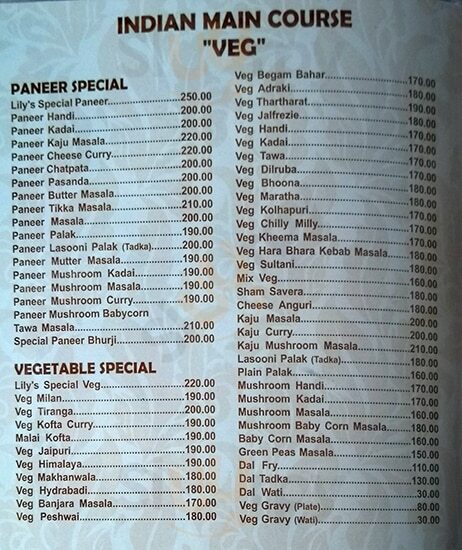 INDIAN MAIN COURSE
"VEG"
PANEER SPECIAL
Lily's Special Paneer 250.00
Paneer Handi 200.00
Paneer Kadai 200.00
Paneer Kaju Masala 220.00
Paneer Cheese Curry 220.00
Paneer Chatpata 200.00
Paneer Pasanda 200.00
Paneer Butter Masala 200.00
Paneer Tikka Masala 210.00
Paneer Masala 200.00
Paneer Palak 190.00
Paneer Lasooni Palak (Tadka) 200.00
Paneer Mutter Masala 190.00
Paneer Mushroom Kadai 190.00
Paneer Mushroom Masala 190.00
Paneer Mushroom Curry 190.00
Paneer Mushroom Babycorn
Tawa Masala 210.00
Special Paneer Bhurji 200.00
VEGETABLE SPECIAL
Lily's Special Veg 220.00
Veg Milan 190.00
Veg Tiranga 200.00
Veg Kofta Curry 190.00
Malai Kofta 190.00
Veg Jaipuri 190.00
Veg Himalaya 190.00
Veg Makhanwala 180.00
Veg Hydrabadi 180.00
Veg Banjara Masala 170.00
Veg Peshwai 180.00
Veg Begam Bahar 170.00
Veg Adraki 180.00
Veg Thartharat 190.00
Veg Jalfrezie 180.00
Veg Handi 170.00
Veg Kadai 170.00
Veg Tawa 170.00
Veg Dilruba 180.00
Veg Bhoona 180.00
Veg Maratha 180.00
Veg Kolhapuri 180.00
Veg Chilly Milly 170.00
Veg Kheema Masala 170.00
Veg Hara Bhara Kebab Masala 180.00
Veg Sultani 180.00
Mix Veg 160.00
Sham Savera 180.00
Cheese Anguri 180.00
Kaju Masala 200.00
Kaju Curry 200.00
Kaju Mushroom Masala 210.00
Lasooni Palak (Tadka) 180.00
Plain Palak 160.00
Mushroom Handi 170.00
Mushroom Kadai 170.00
Mushroom Masala 160.00
Mushroom Baby Corn Masala 180.00
Baby Corn Masala 160.00
Green Peas Masala 150.00
Dal Fry 110.00
Dal Tadka 130.00
Dal Wati 30.00
Veg Gravy (Plate) 80.00
Veg Gravy (Wati) 30.00